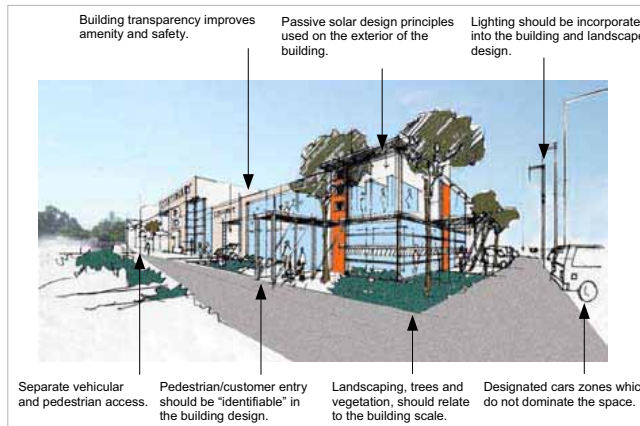 Building transparency improves
amenity and safety.
Passive solar design principles
used on the exterior of the
building.
Lighting should be incorporate
into the building and landscape
design.
Separate vehicular
and pedestrian access.
Pedestrian/customer entry
should be “identifiable” in
the building design.
Landscaping, trees and
vegetation, should relate
to the building scale.
Designated cars zones whic
do not dominate the space.